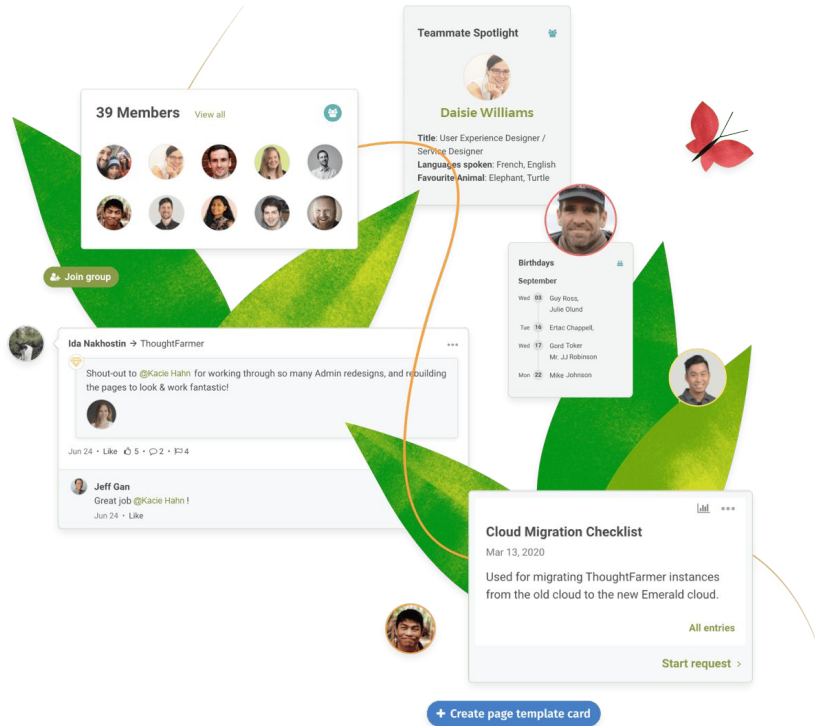 Teammate Spotlight
Daisie Williams
Title: User Experience Designer /
Service Designer
Languages spoken: French, English
Favourite Animal: Elephant, Turtle
39 Members View all
Join group
Birthdays
September
Wed 03 Guy Ross,
Julie Olund
Tue 16 Ertac Chappell,
Wed 17 Gord Toker
Mr. JJ Robinson
Mon 22 Mike Johnson
Ida Nakhostin → ThoughtFarmer
Shout-out to @Kacie Hahn for working through so many Admin redesigns, and rebuilding
the pages to look & work fantastic!
Jun 24 • Like 5 • 2 • 4
Jeff Gan
Great job @Kacie Hahn !
Jun 24 • Like
Cloud Migration Checklist
Mar 13, 2020
Used for migrating ThoughtFarmer instances
from the old cloud to the new Emerald cloud.
All entries
Start request >
+ Create page template card